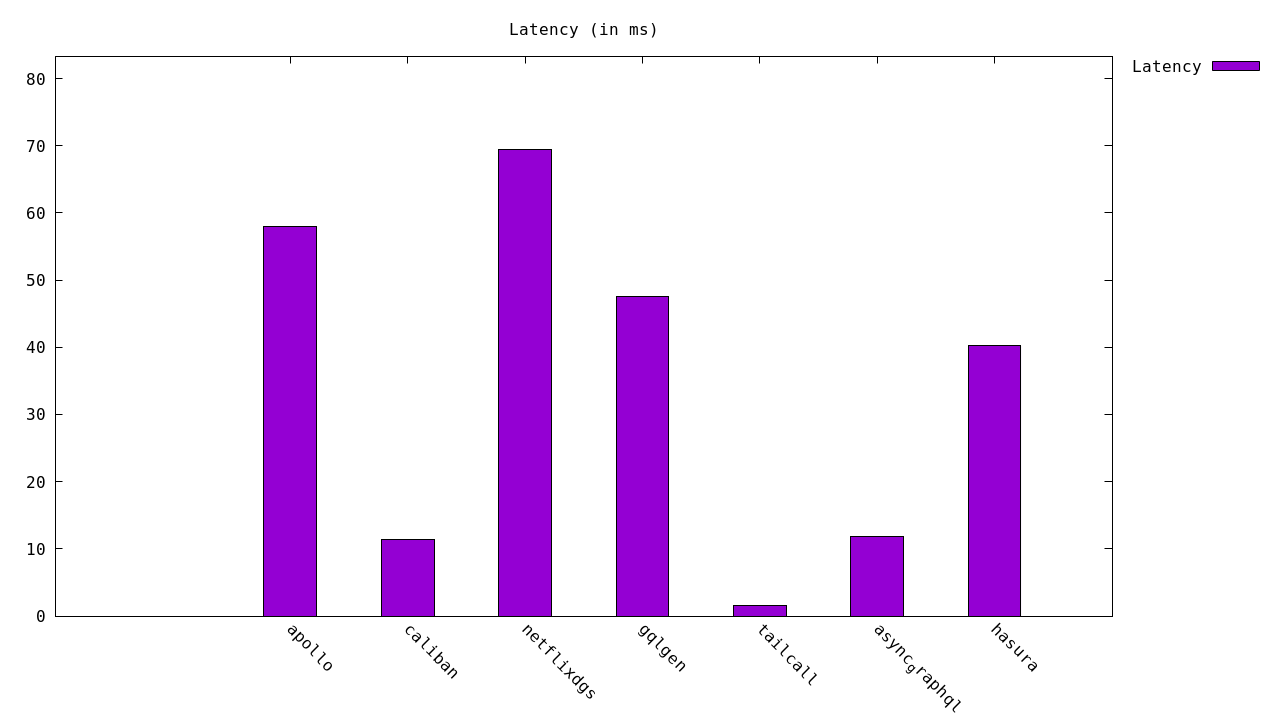 Latency (in ms)
Latency
80
70
60
50
40
30
20
10
0
apollo
caliban
netflixdgs
gqlgen
tailcall
async_graphql
hasura